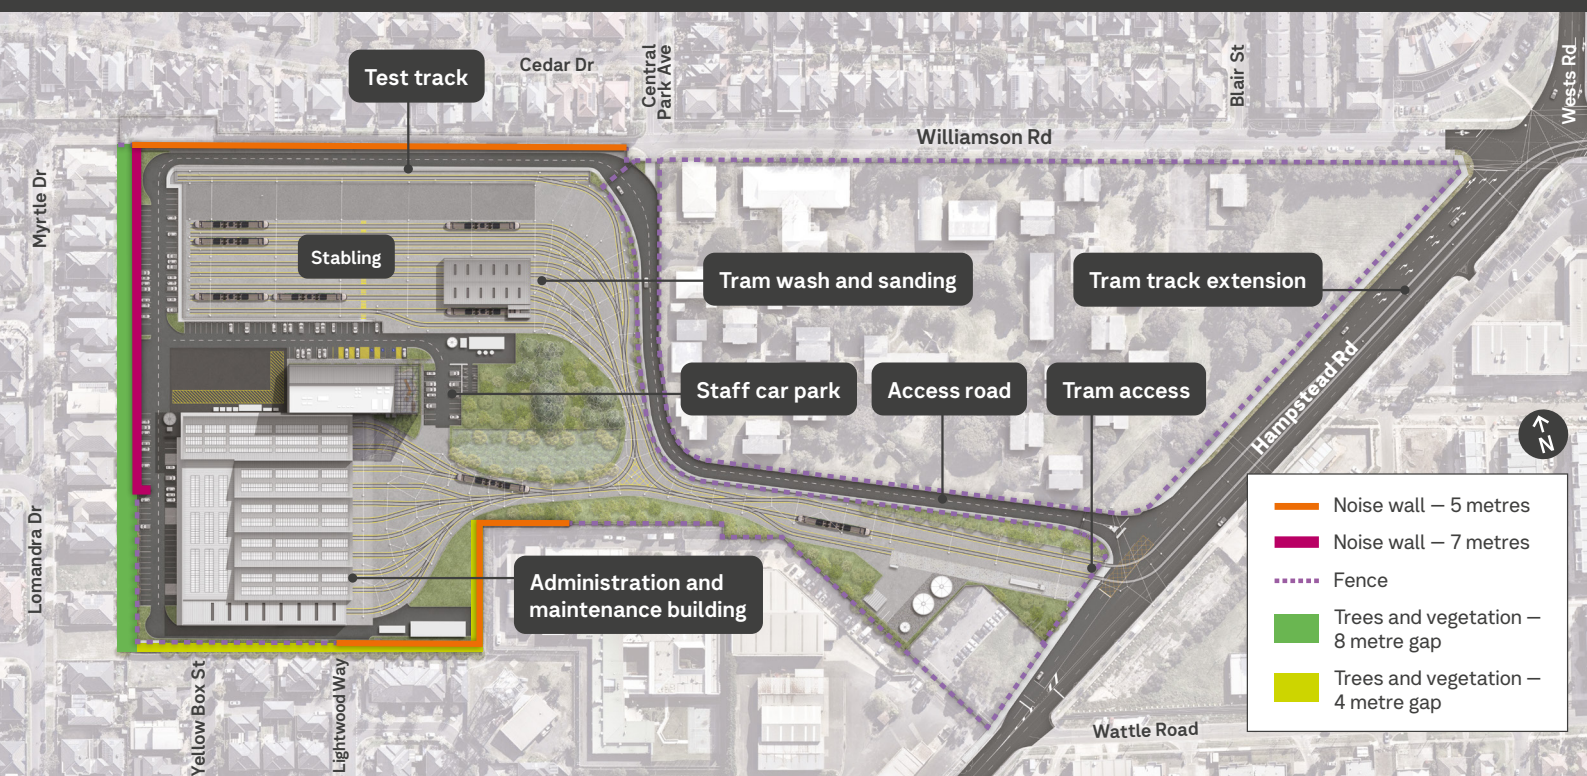 Test track
Cedar Dr
Central
Park Ave
Blair St
Wests Rd
Williamson Rd
Myrtle Dr
Stabling
Tram wash and sanding
Tram track extension
Staff car park
Access road
Tram access
Hampstead Rd
N
Lomandra Dr
Administration and
maintenance building
Yellow Box St
Lightwood Way
Wattle Road
Noise wall – 5 metres
Noise wall – 7 metres
Fence
Trees and vegetation –
8 metre gap
Trees and vegetation –
4 metre gap